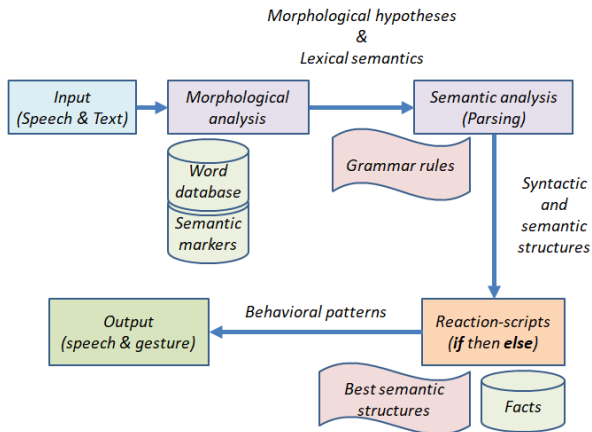 Morphological hypotheses
&
Lexical semantics
Input
(Speech & Text)
Morphological
analysis
Semantic analysis
(Parsing)
Word
database
Semantic
markers
Grammar rules
Syntactic
and
semantic
structures
Output
(speech & gesture)
Behavioral patterns
Reaction-scripts
(if then else)
Best semantic
structures
Facts